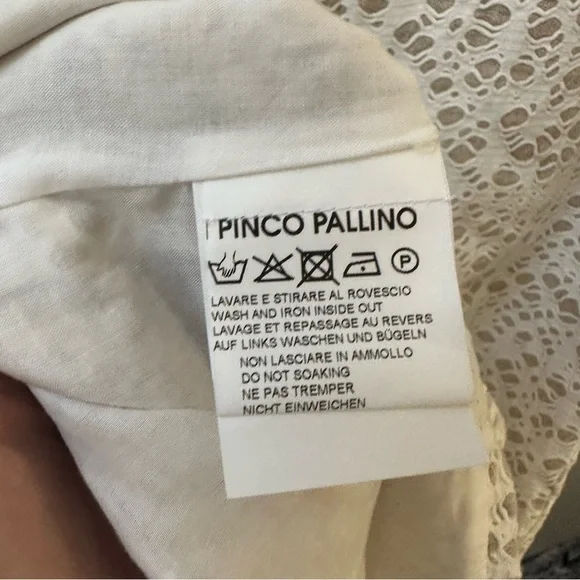 I PINCO PALLINO
P
LAVARE E STIRARE AL ROVESCIO
WASH AND IRON INSIDE OUT
LAVAGE ET REPASSAGE AU REVERS
AUF LINKS WASCHEN UND BÜGELN
NON LASCIARE IN AMMOLLO
DO NOT SOAKING
NE PAS TREMPER
NICHT EINWEICHEN